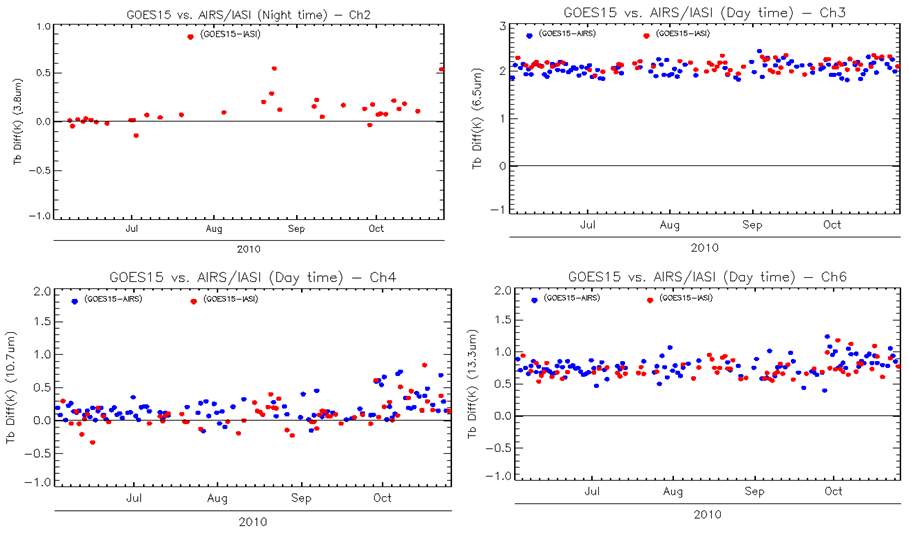 GOES15 vs. AIRS/IASI (Night time) – Ch2
(GOES15-IASI)
Tb Diff(K) (3.8um)
1.0
0.5
0.0
-0.5
-1.0
Jul Aug Sep Oct
2010
GOES15 vs. AIRS/IASI (Day time) – Ch3
(GOES15-AIRS) (GOES15-IASI)
Tb Diff(K) (6.5um)
3
2
1
0
-1
Jul Aug Sep Oct
2010
GOES15 vs. AIRS/IASI (Day time) – Ch4
(GOES15-AIRS) (GOES15-IASI)
Tb Diff(K) (10.7um)
2.0
1.5
1.0
0.5
0.0
-0.5
-1.0
Jul Aug Sep Oct
2010
GOES15 vs. AIRS/IASI (Day time) – Ch6
(GOES15-AIRS) (GOES15-IASI)
Tb Diff(K) (13.3um)
2.0
1.5
1.0
0.5
0.0
-0.5
-1.0
Jul Aug Sep Oct
2010